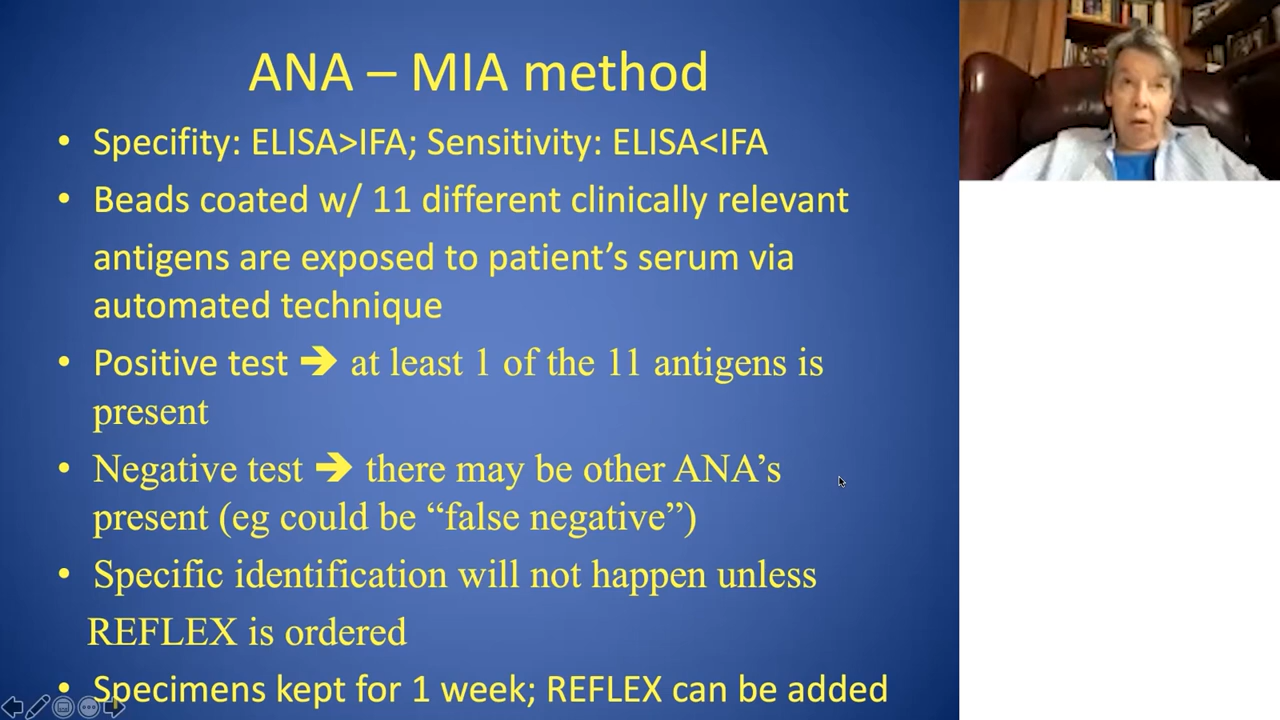 ANA – MIA method
• Specifity: ELISA>IFA; Sensitivity: ELISA<IFA
• Beads coated w/ 11 different clinically relevant
antigens are exposed to patient’s serum via
automated technique
• Positive test ➔ at least 1 of the 11 antigens is
present
• Negative test ➔ there may be other ANA’s
present (eg could be “false negative”)
• Specific identification will not happen unless
REFLEX is ordered
• Specimens kept for 1 week; REFLEX can be added